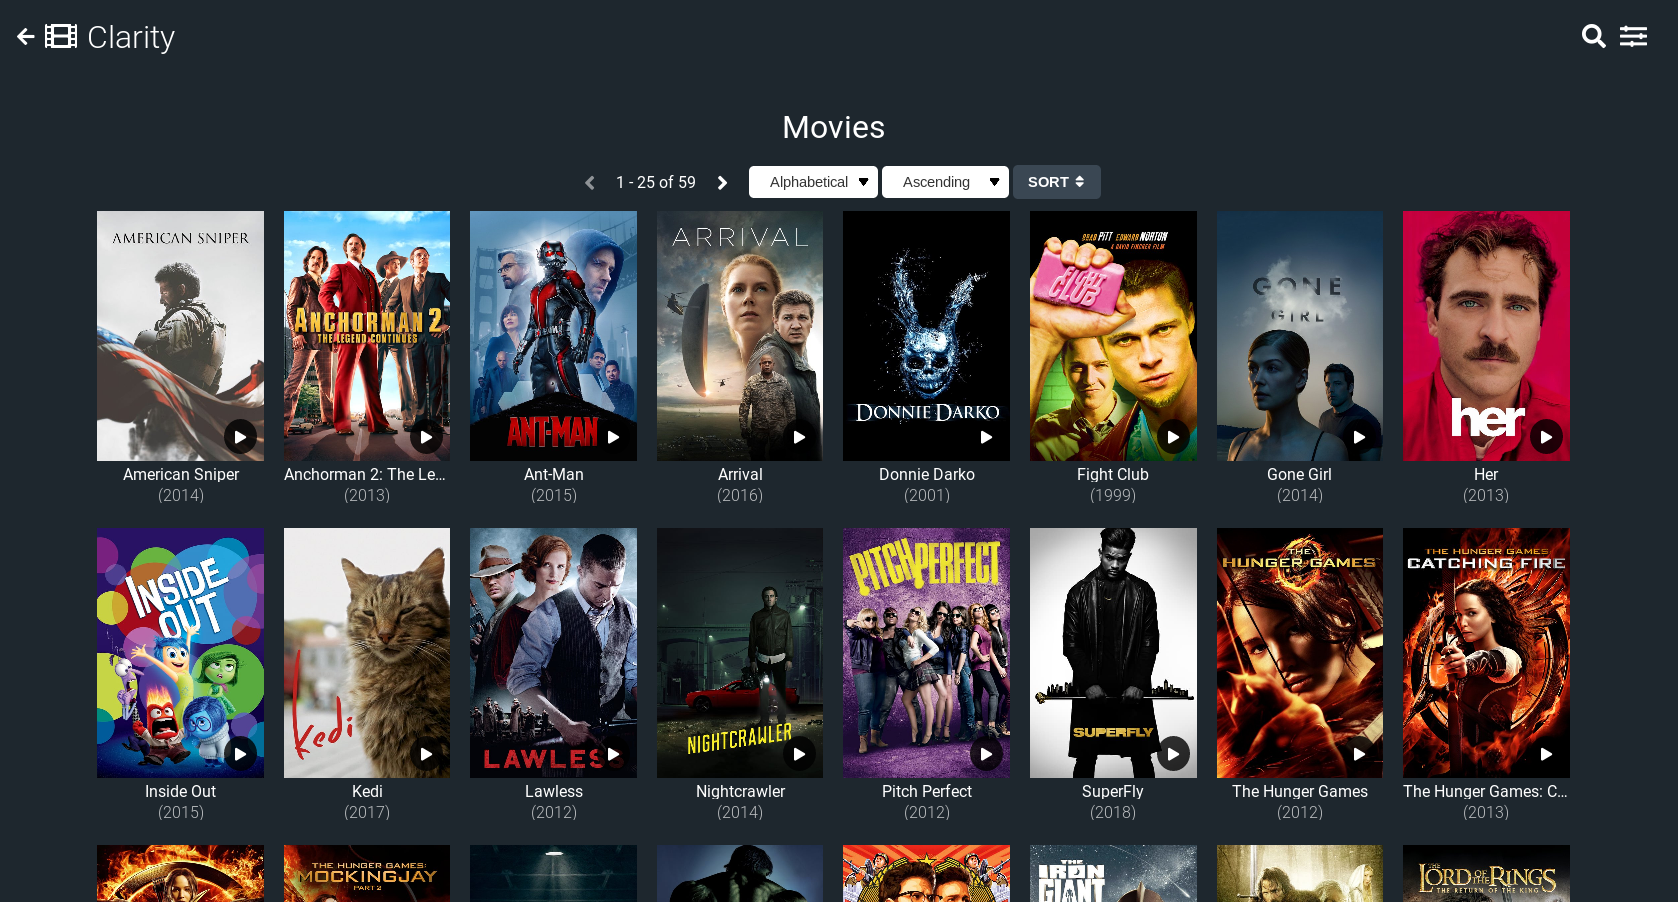 Clarity
Movies
1 - 25 of 59
Alphabetical
Ascending
SORT
AMERICAN SNIPER
ANCHORMAN 2
THE LEGEND CONTINUES
ANT-MAN
ARRIVAL
DONNIE DARKO
BRAD PITT EDWARD NORTON
A DAVID FINCHER FILM
FIGHT
CLUB
GONE
GIRL
her
American Sniper
(2014)
Anchorman 2: The Le...
(2013)
Ant-Man
(2015)
Arrival
(2016)
Donnie Darko
(2001)
Fight Club
(1999)
Gone Girl
(2014)
Her
(2013)
INSIDE
OUT
kedi
LAWLESS
NIGHTCRAWLER
PITCH PERFECT
SUPERFLY
THE
HUNGER GAMES
THE HUNGER GAMES
CATCHING FIRE
Inside Out
(2015)
Kedi
(2017)
Lawless
(2012)
Nightcrawler
(2014)
Pitch Perfect
(2012)
SuperFly
(2018)
The Hunger Games
(2012)
The Hunger Games: C...
(2013)
THE HUNGER GAMES:
MOCKINGJAY
PART 2
THE
IRON
GIANT
THE
LORD OF THE RINGS
THE RETURN OF THE KING